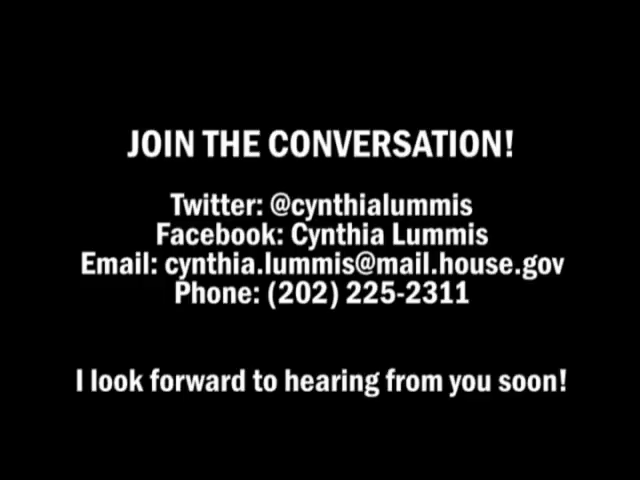 JOIN THE CONVERSATION!
Twitter: @cynthialummis
Facebook: Cynthia Lummis
Email: cynthia.lummis@mail.house.gov
Phone: (202) 225-2311
I look forward to hearing from you soon!